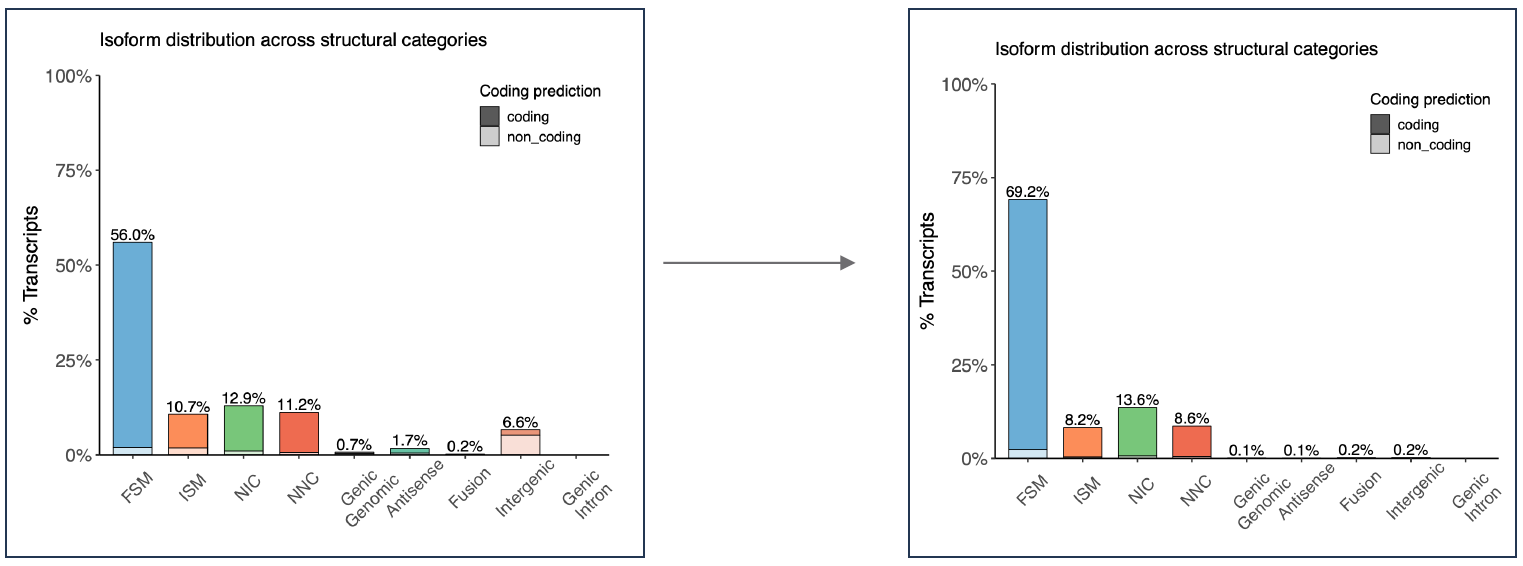 Isoform distribution across structural categories
100%
75%
50%
25%
0%
% Transcripts
Coding prediction
coding
non_coding
56.0%
10.7%
12.9%
11.2%
0.7%
1.7%
0.2%
6.6%
FSM
ISM
NIC
NNC
Genic
Genomic
Antisense
Fusion
Intergenic
Genic
Intron
Isoform distribution across structural categories
100%
75%
50%
25%
0%
% Transcripts
Coding prediction
coding
non_coding
69.2%
8.2%
13.6%
8.6%
0.1%
0.1%
0.2%
0.2%
FSM
ISM
NIC
NNC
Genic
Genomic
Antisense
Fusion
Intergenic
Genic
Intron